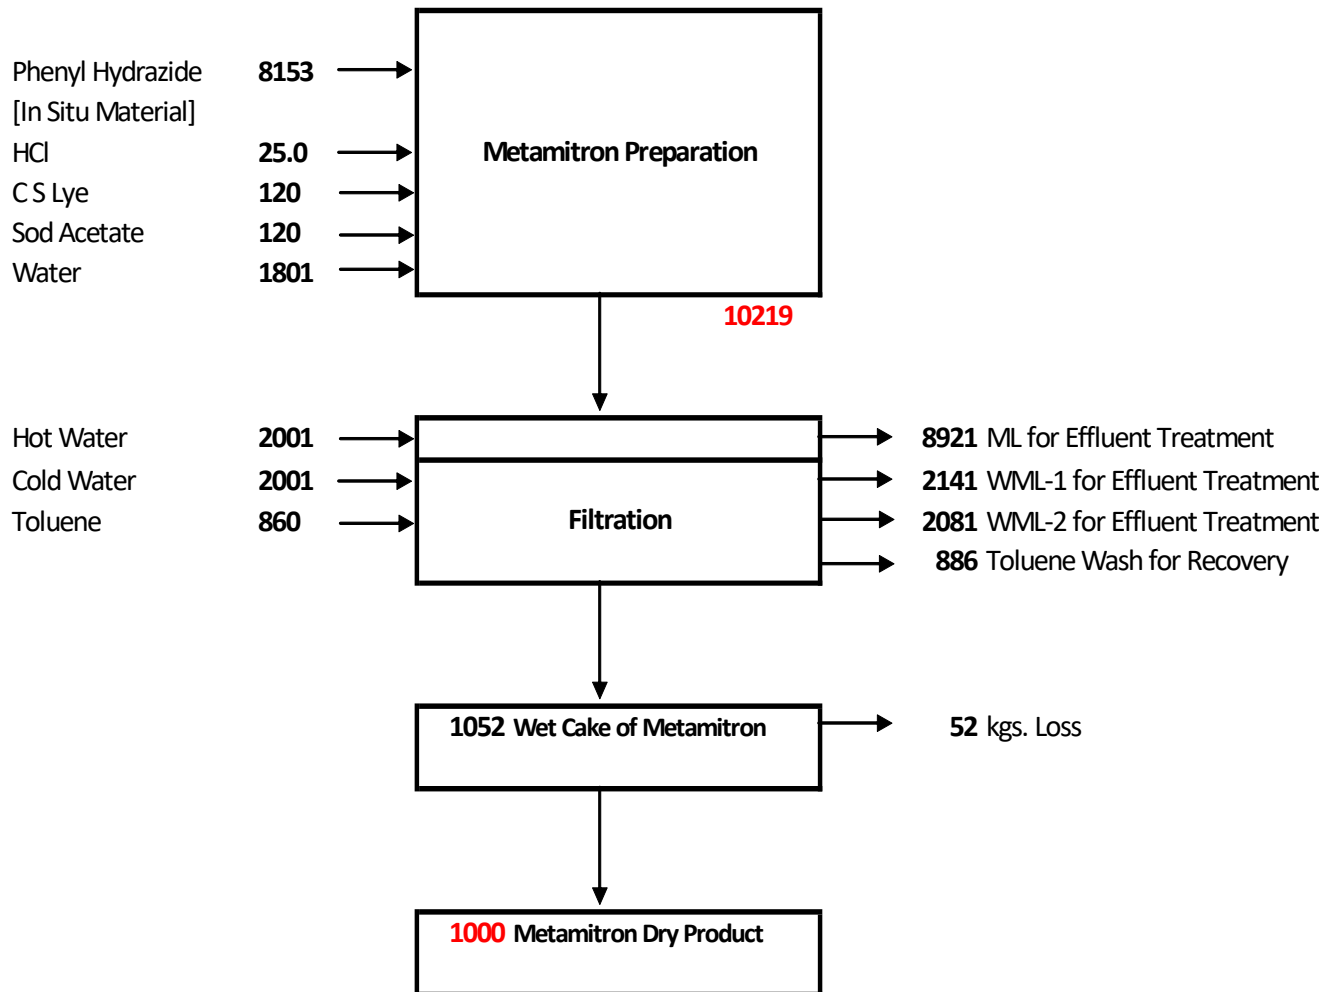 Phenyl Hydrazide 8153
[In Situ Material]
HCl 25.0 Metamitron Preparation
C S Lye 120
Sod Acetate 120
Water 1801
10219
Hot Water 2001 8921 ML for Effluent Treatment
Cold Water 2001 2141 WML-1 for Effluent Treatment
Toluene 860 Filtration 2081 WML-2 for Effluent Treatment
886 Toluene Wash for Recovery
1052 Wet Cake of Metamitron 52 kgs. Loss
1000 Metamitron Dry Product